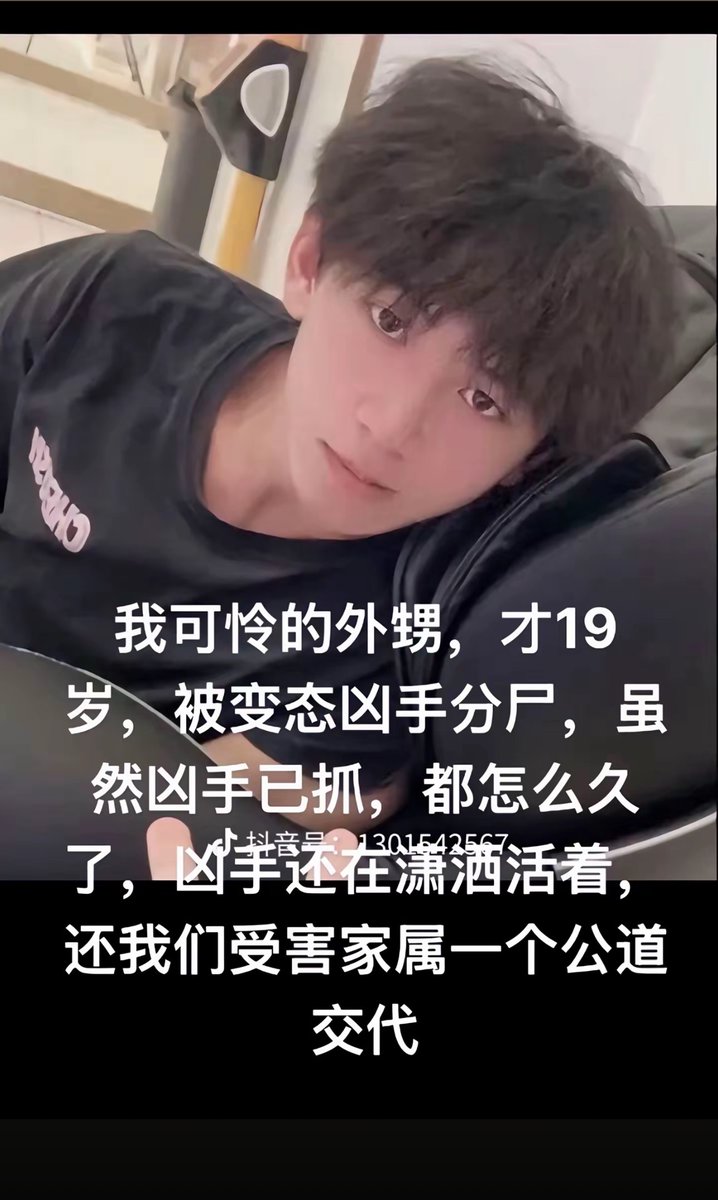 我可怜的外甥，才19
岁，被变态凶手分尸，虽
然凶手已抓，都怎么久
抖音号：1301542567
了，凶手还在潇洒活着，
还我们受害家属一个公道
交代